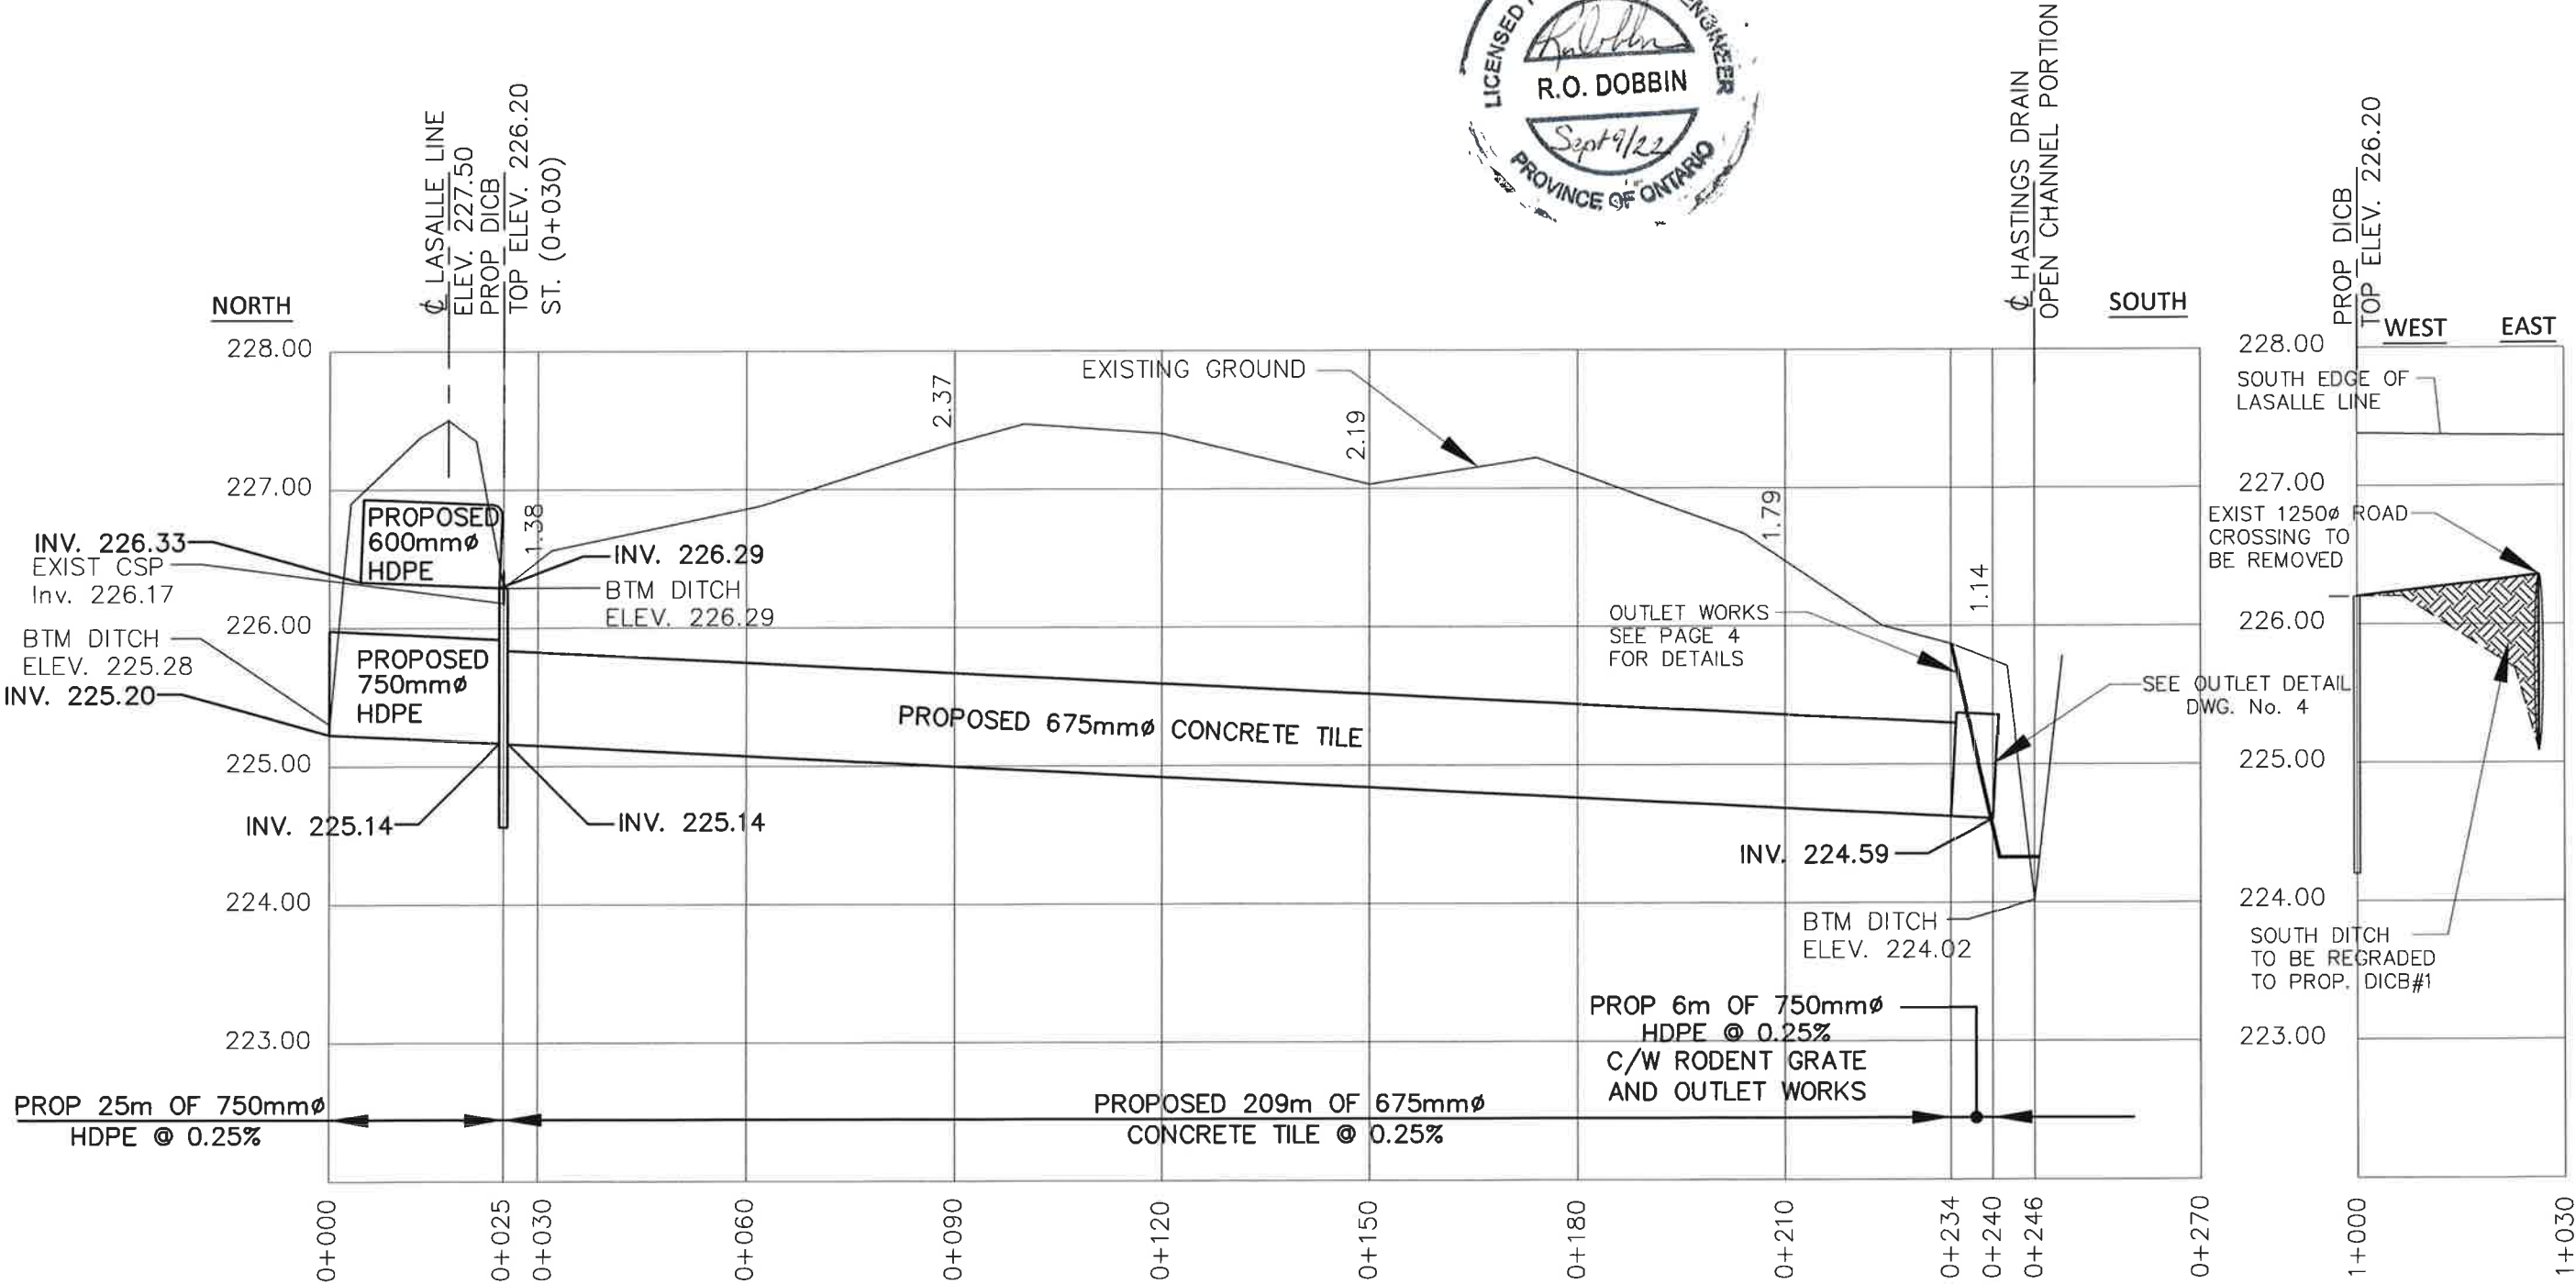 LICENSED
ENGINEER
R.O. DOBBIN
Sept 9/22
PROVINCE OF ONTARIO
℄ LASALLE LINE
ELEV. 227.50
PROP DICB
TOP ELEV. 226.20
ST. (0+030)
℄ HASTINGS DRAIN
OPEN CHANNEL PORTION
PROP DICB
TOP ELEV. 226.20
NORTH
SOUTH
WEST
EAST
228.00
227.00
226.00
225.00
224.00
223.00
INV. 226.33
EXIST CSP
Inv. 226.17
BTM DITCH
ELEV. 225.28
INV. 225.20
PROPOSED
600mmø
HDPE
PROPOSED
750mmø
HDPE
1.38
2.37
2.19
1.79
1.14
EXISTING GROUND
INV. 226.29
BTM DITCH
ELEV. 226.29
INV. 225.14
INV. 225.14
PROPOSED 675mmø CONCRETE TILE
OUTLET WORKS
SEE PAGE 4
FOR DETAILS
SEE OUTLET DETAIL
DWG. No. 4
INV. 224.59
BTM DITCH
ELEV. 224.02
PROP 6m OF 750mmø
HDPE @ 0.25%
C/W RODENT GRATE
AND OUTLET WORKS
PROP 25m OF 750mmø
HDPE @ 0.25%
PROPOSED 209m OF 675mmø
CONCRETE TILE @ 0.25%
0+000
0+025
0+030
0+060
0+090
0+120
0+150
0+180
0+210
0+234
0+240
0+246
0+270
228.00
SOUTH EDGE OF
LASALLE LINE
227.00
EXIST 1250ø ROAD
CROSSING TO
BE REMOVED
226.00
225.00
224.00
SOUTH DITCH
TO BE REGRADED
TO PROP. DICB#1
223.00
1+000
1+030